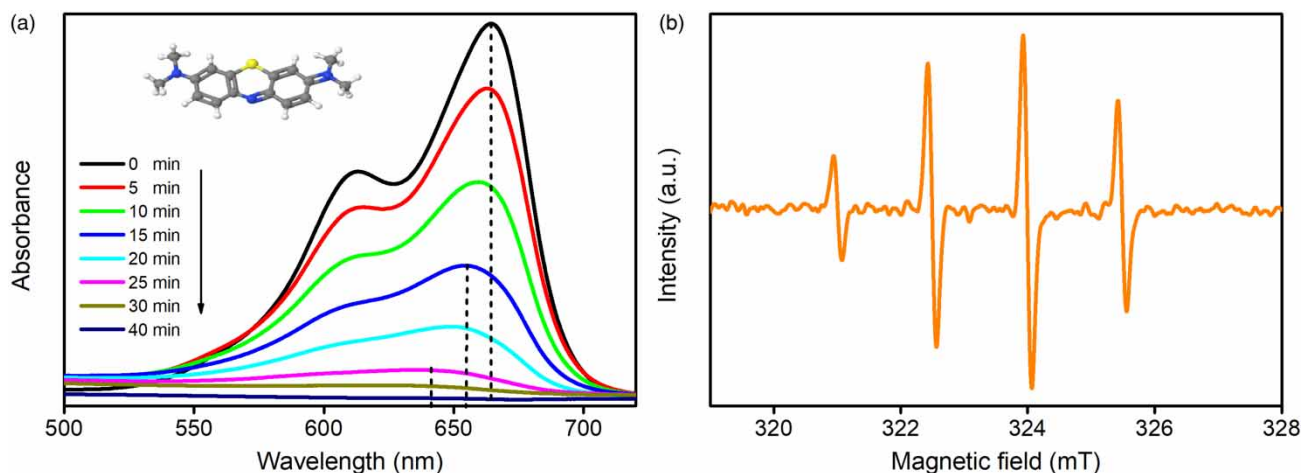 (a)
Absorbance
0 min
5 min
10 min
15 min
20 min
25 min
30 min
40 min
500 550 600 650 700
Wavelength (nm)
(b)
Intensity (a.u.)
320 322 324 326 328
Magnetic field (mT)